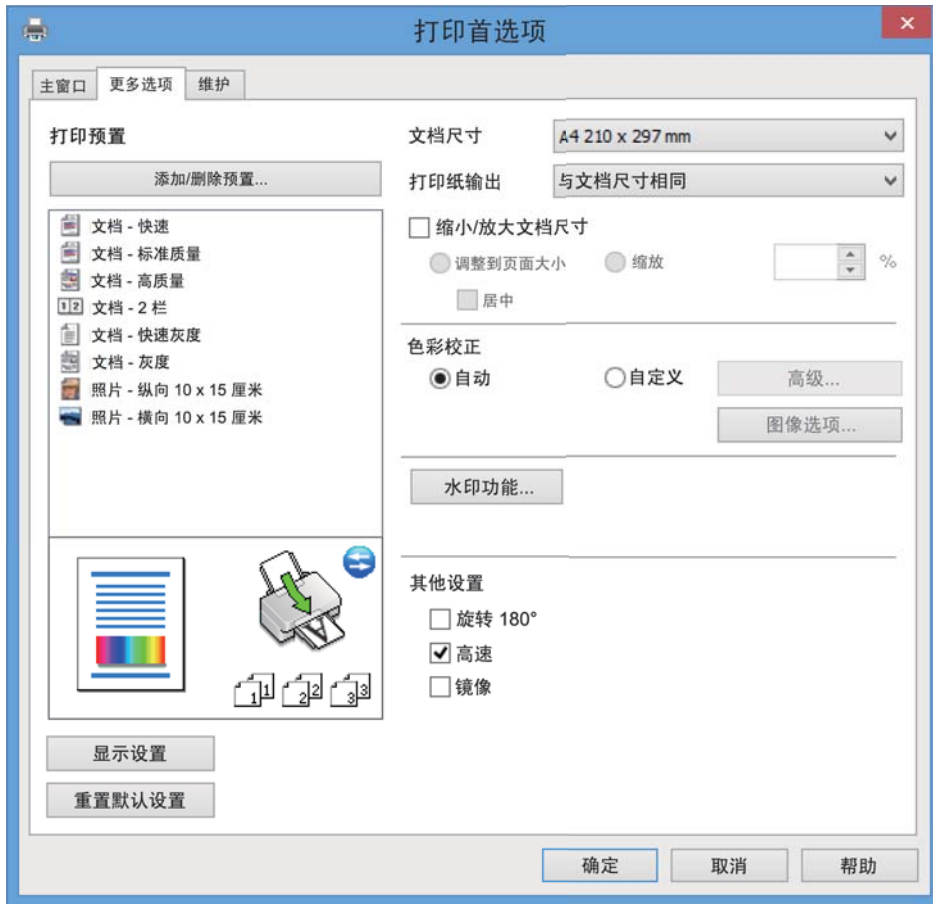 打印首选项
主窗口
更多选项
维护
打印预置
添加/删除预置...
文档 - 快速
文档 - 标准质量
文档 - 高质量
12 文档 - 2 栏
文档 - 快速灰度
文档 - 灰度
照片 - 纵向 10 x 15 厘米
照片 - 横向 10 x 15 厘米
1 1 2 2 3 3
显示设置
重置默认设置
文档尺寸 A4 210 x 297 mm
打印纸输出 与文档尺寸相同
缩小/放大文档尺寸
调整到页面大小 缩放 %
居中
色彩校正
自动 自定义 高级...
图像选项...
水印功能...
其他设置
旋转 180°
高速
镜像
确定 取消 帮助